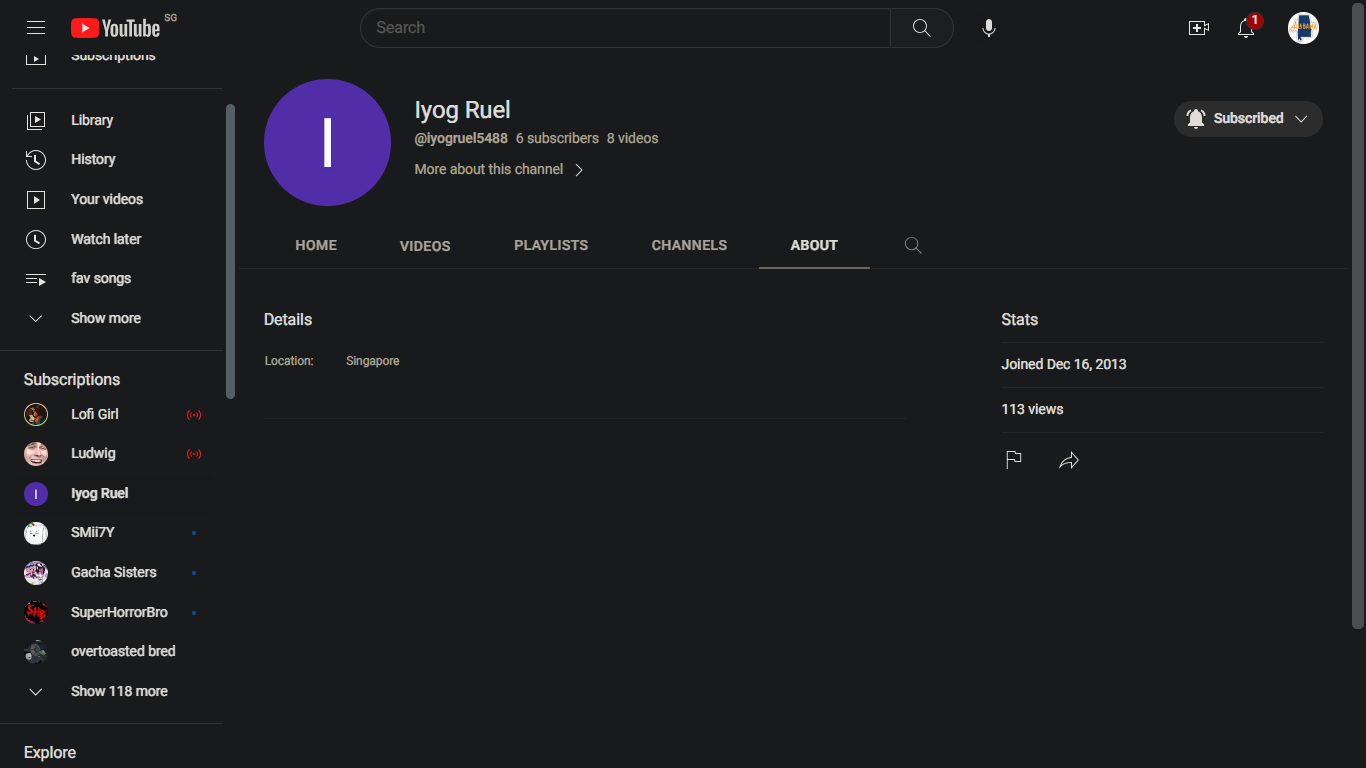 YouTube SG
Search
1
Subscriptions
Library
History
Your videos
Watch later
fav songs
Show more
Subscriptions
Lofi Girl
Ludwig
I Iyog Ruel
SMii7Y
Gacha Sisters
SHB SuperHorrorBro
overtoasted bred
Show 118 more
Explore
I
Iyog Ruel
@iyogruel5488 6 subscribers 8 videos
More about this channel
Subscribed
HOME VIDEOS PLAYLISTS CHANNELS ABOUT
Details
Location: Singapore
Stats
Joined Dec 16, 2013
113 views